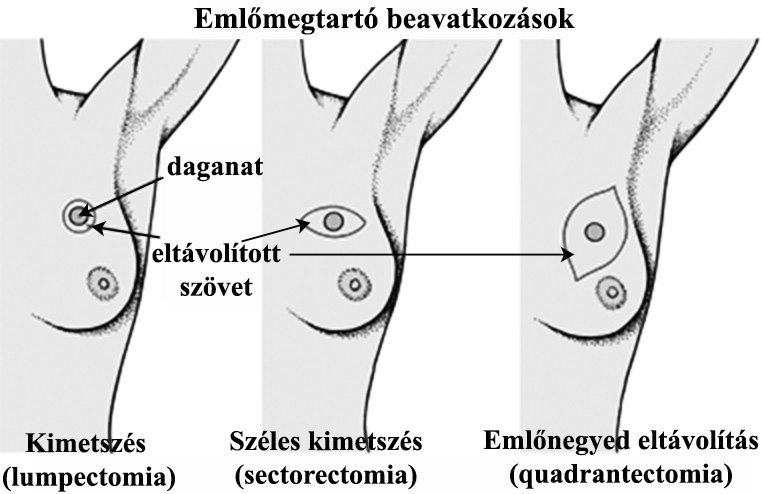 Emlőmegtartó beavatkozások
daganat
eltávolított
szövet
Kimetszés
(lumpectomia)
Széles kimetszés
(sectorectomia)
Emlőnegyed eltávolítás
(quadrantectomia)